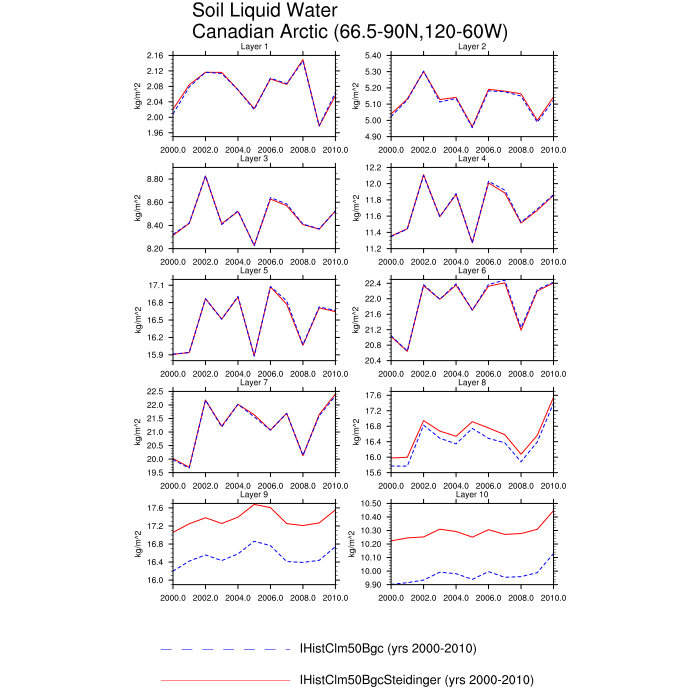 Soil Liquid Water
Canadian Arctic (66.5-90N,120-60W)
Layer 1
Layer 2
kg/m^2
2.16
2.12
2.08
2.04
2.00
1.96
2000.0 2002.0 2004.0 2006.0 2008.0 2010.0
kg/m^2
5.40
5.30
5.20
5.10
5.00
4.90
2000.0 2002.0 2004.0 2006.0 2008.0 2010.0
Layer 3
Layer 4
kg/m^2
8.80
8.60
8.40
8.20
2000.0 2002.0 2004.0 2006.0 2008.0 2010.0
kg/m^2
12.2
12.0
11.8
11.6
11.4
11.2
2000.0 2002.0 2004.0 2006.0 2008.0 2010.0
Layer 5
Layer 6
kg/m^2
17.1
16.8
16.5
16.2
15.9
2000.0 2002.0 2004.0 2006.0 2008.0 2010.0
kg/m^2
22.4
22.0
21.6
21.2
20.8
20.4
2000.0 2002.0 2004.0 2006.0 2008.0 2010.0
Layer 7
Layer 8
kg/m^2
22.5
22.0
21.5
21.0
20.5
20.0
19.5
2000.0 2002.0 2004.0 2006.0 2008.0 2010.0
kg/m^2
17.6
17.2
16.8
16.4
16.0
15.6
2000.0 2002.0 2004.0 2006.0 2008.0 2010.0
Layer 9
Layer 10
kg/m^2
17.6
17.2
16.8
16.4
16.0
2000.0 2002.0 2004.0 2006.0 2008.0 2010.0
kg/m^2
10.50
10.40
10.30
10.20
10.10
10.00
9.90
2000.0 2002.0 2004.0 2006.0 2008.0 2010.0
IHistClm50Bgc (yrs 2000-2010)
IHistClm50BgcSteidinger (yrs 2000-2010)